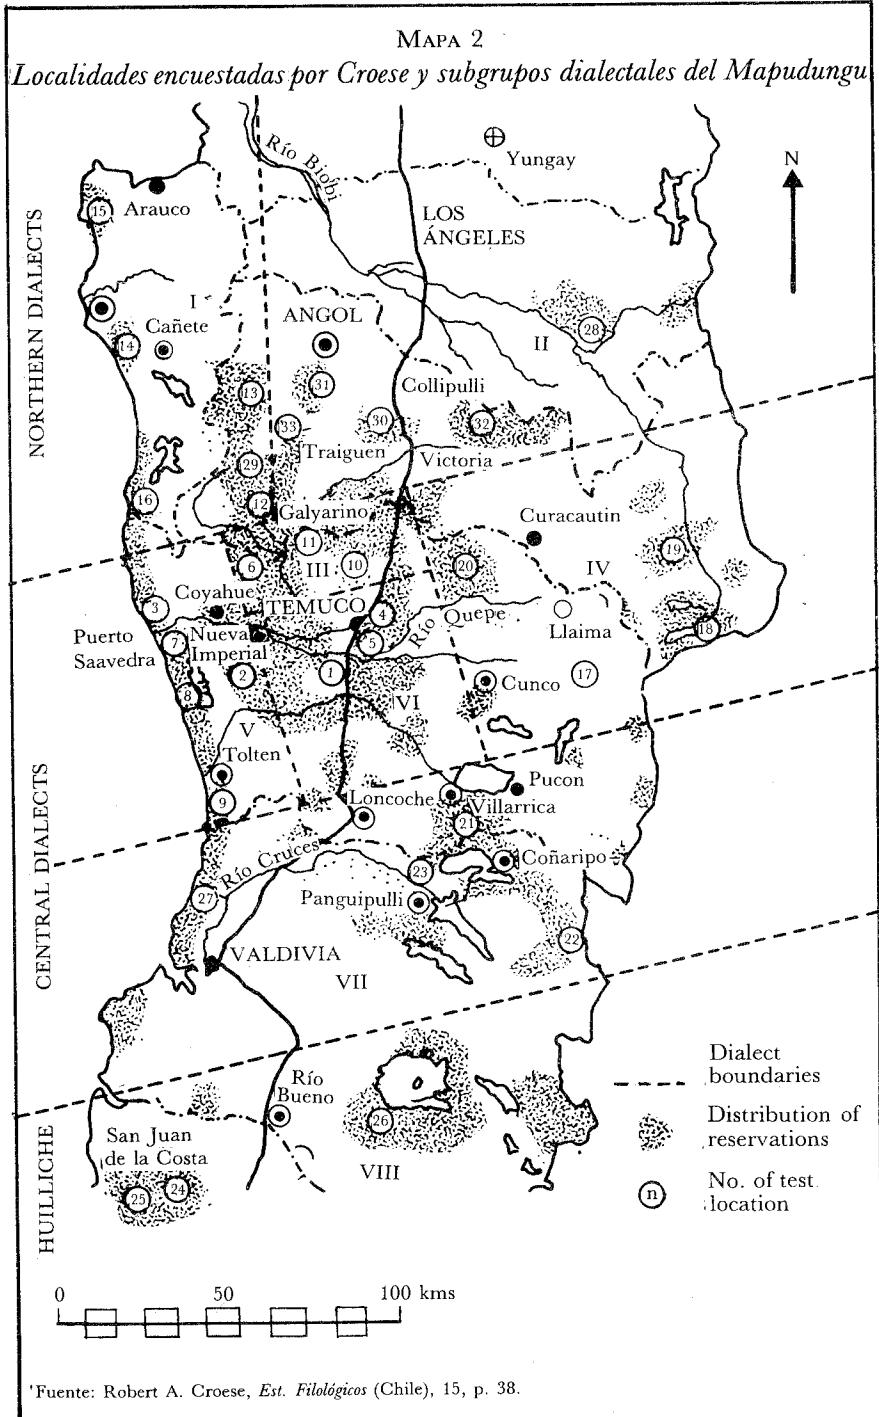 MAPA 2
Localidades encuestadas por Croese y subgrupos dialectales del Mapudungu
Río Biobi
Yungay
N
15
Arauco
LOS
ÁNGELES
NORTHERN DIALECTS
I
ANGOL
28
14
Cañete
II
13
31
Collipulli
33
30
32
Traiguen
Victoria
29
16
12
Galyarino
Curacautin
11
19
6
III
10
20
IV
Coyahue
3
TEMUCO
4
Río Quepe
Llaima
18
Puerto
Saavedra
7
Nueva
Imperial
5
2
1
Cunco
17
8
VI
V
Tolten
CENTRAL DIALECTS
9
Loncoche
Pucon
Villarrica
21
Río Cruces
23
Coñaripo
27
Panguipulli
22
VALDIVIA
VII
Dialect
boundaries
Río
Bueno
Distribution of
reservations
26
HUILLICHE
San Juan
de la Costa
VIII
25
24
n
No. of test
location
0 50 100 kms
'Fuente: Robert A. Croese, Est. Filológicos (Chile), 15, p. 38.